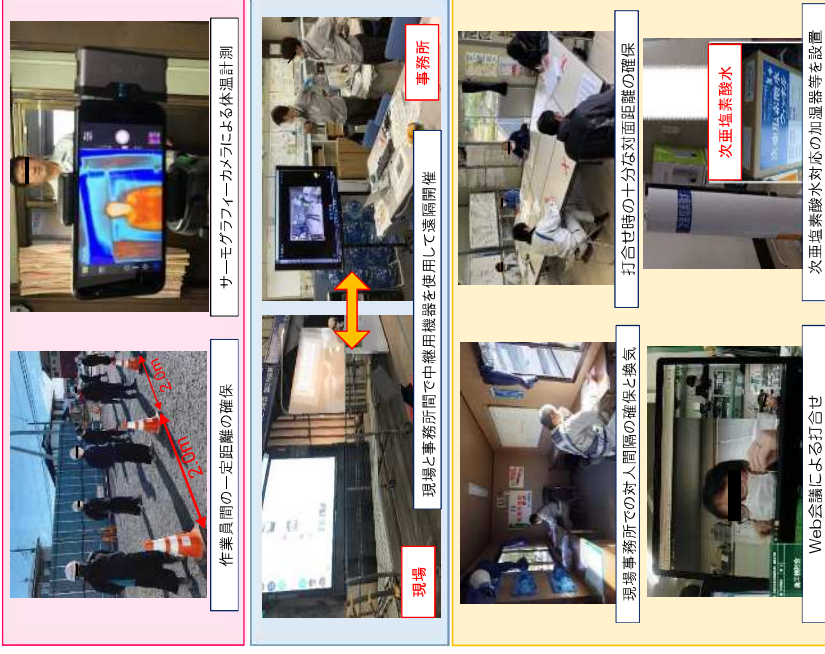 作業員間の一定距離の確保
2.0m
2.0m
サーモグラフィーカメラによる体温計測
現場
事務所
現場と事務所間で中継用機器を使用して遠隔開催
現場事務所での対人間隔の確保と換気
打合せ時の十分な対面距離の確保
Web会議による打合せ
次亜塩素酸水
次亜塩素酸水対応の加湿器等を設置